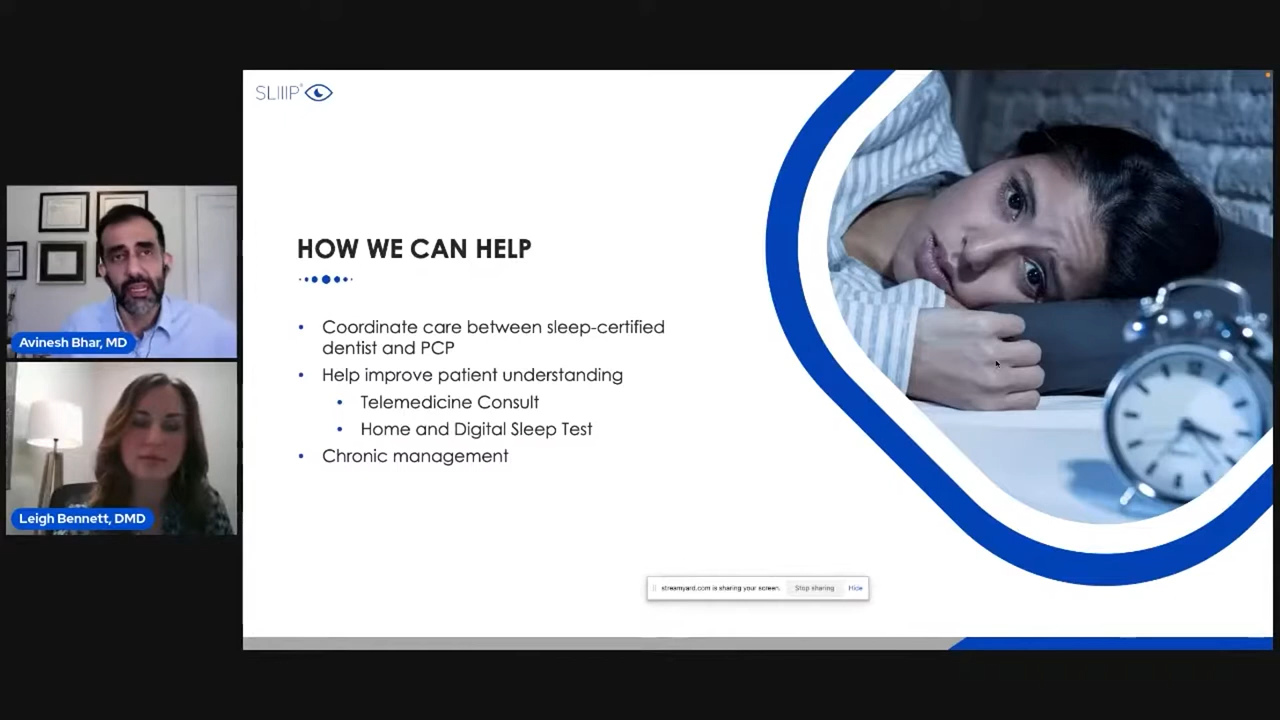 SLIIIP®
HOW WE CAN HELP
• Coordinate care between sleep-certified
dentist and PCP
• Help improve patient understanding
• Telemedicine Consult
• Home and Digital Sleep Test
• Chronic management
Avinesh Bhar, MD
Leigh Bennett, DMD
streamyard.com is sharing your screen. Stop sharing Hide